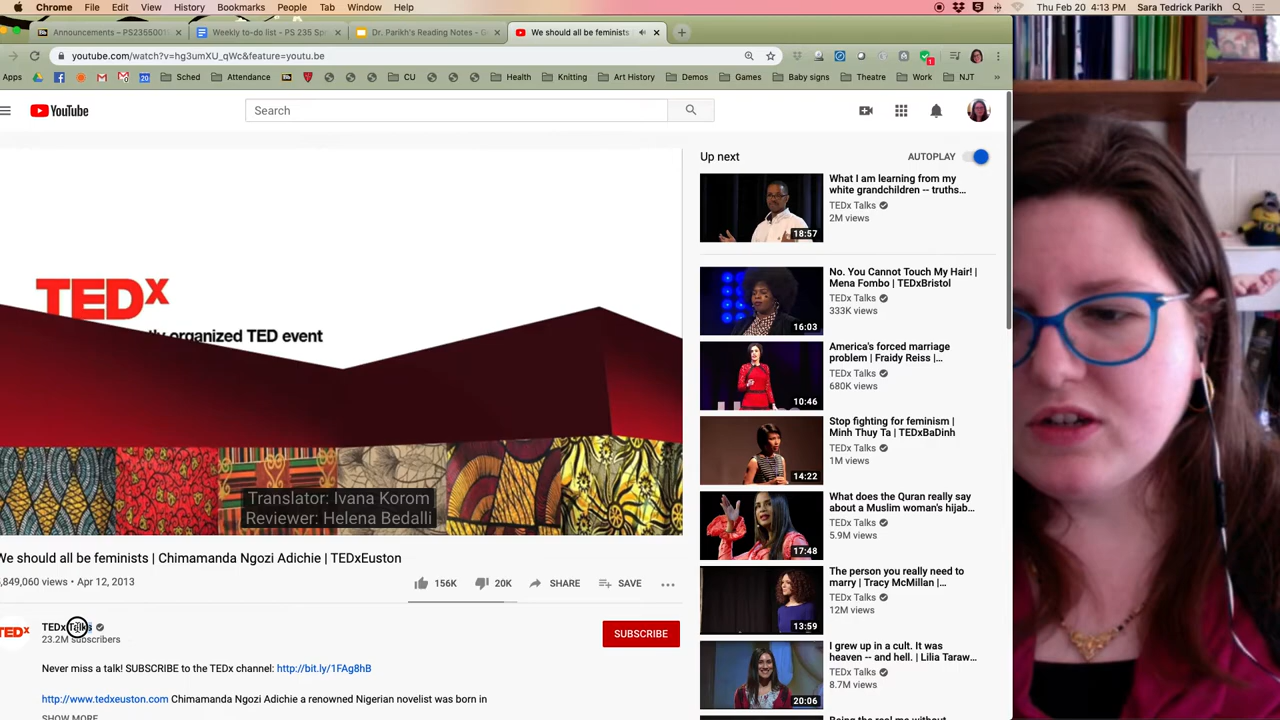 Chrome File Edit View History Bookmarks People Tab Window Help Thu Feb 20 4:13 PM Sara Tedrick Parikh
Announcements – PS235S001 Weekly to-do list - PS 235 Spe Dr. Parikh's Reading Notes - G We should all be feminists
youtube.com/watch?v=hg3umXU_qWc&feature=youtu.be
Apps Sched Attendance CU Health Knitting Art History Demos Games Baby signs Theatre Work NJT »
20
1
YouTube
Search
Up next
AUTOPLAY
What I am learning from my
white grandchildren -- truths...
TEDx Talks
2M views
18:57
No. You Cannot Touch My Hair! |
Mena Fombo | TEDxBristol
TEDx Talks
333K views
16:03
America's forced marriage
problem | Fraidy Reiss |...
TEDx Talks
680K views
10:46
Stop fighting for feminism |
Minh Thuy Ta | TEDxBaDinh
TEDx Talks
1M views
14:22
What does the Quran really say
about a Muslim woman's hijab...
TEDx Talks
5.9M views
17:48
The person you really need to
marry | Tracy McMillan |...
TEDx Talks
12M views
13:59
I grew up in a cult. It was
heaven -- and hell. | Lilia Taraw...
TEDx Talks
8.7M views
20:06
TEDx
organized TED event
Translator: Ivana Korom
Reviewer: Helena Bedalli
We should all be feminists | Chimamanda Ngozi Adichie | TEDxEuston
,849,060 views • Apr 12, 2013
156K 20K SHARE SAVE
TEDx
TEDx Talks
23.2M subscribers
SUBSCRIBE
Never miss a talk! SUBSCRIBE to the TEDx channel: http://bit.ly/1FAg8hB
http://www.tedxeuston.com Chimamanda Ngozi Adichie a renowned Nigerian novelist was born in
SHOW MORE